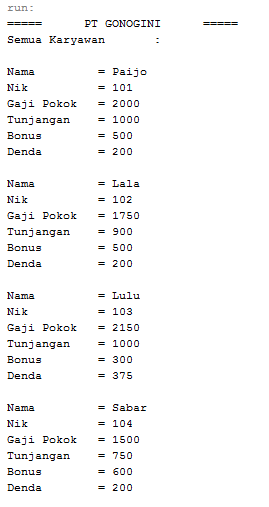 run:
=====      PT GONOGINI      =====
Semua Karyawan       :
Nama         = Paijo
Nik          = 101
Gaji Pokok   = 2000
Tunjangan    = 1000
Bonus        = 500
Denda        = 200
Nama         = Lala
Nik          = 102
Gaji Pokok   = 1750
Tunjangan    = 900
Bonus        = 500
Denda        = 200
Nama         = Lulu
Nik          = 103
Gaji Pokok   = 2150
Tunjangan    = 1000
Bonus        = 300
Denda        = 375
Nama         = Sabar
Nik          = 104
Gaji Pokok   = 1500
Tunjangan    = 750
Bonus        = 600
Denda        = 200